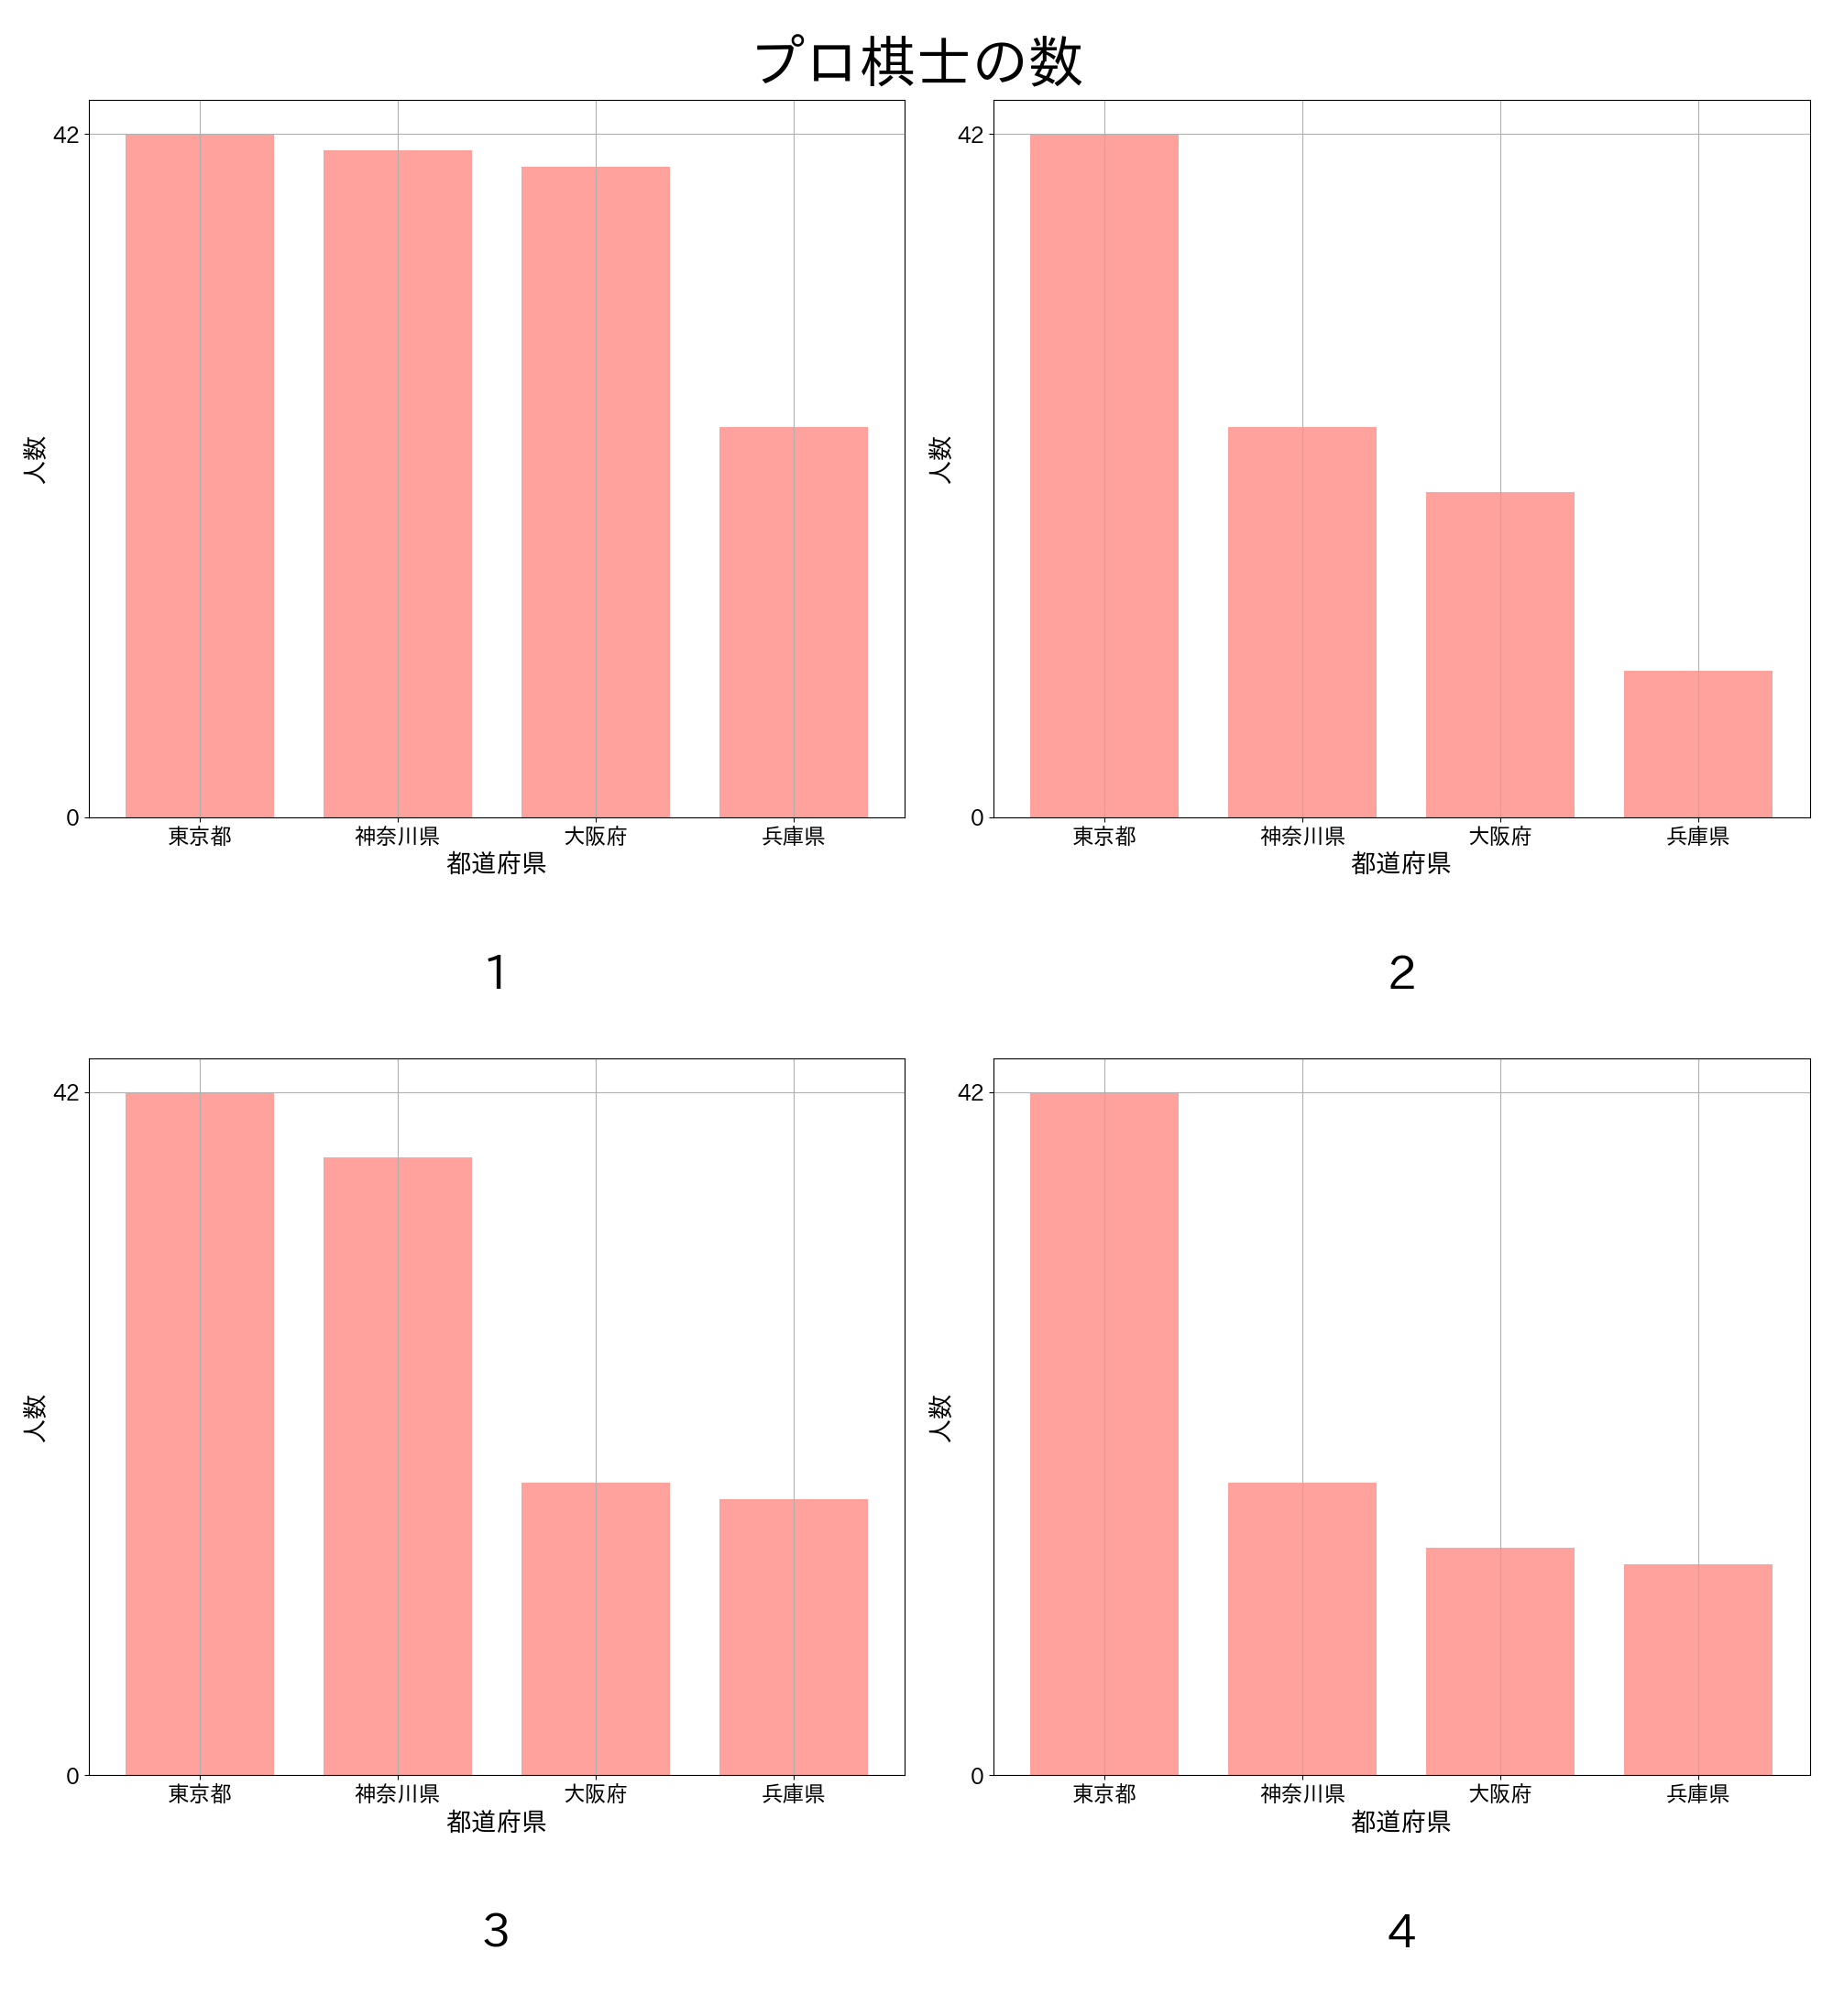 プロ棋士の数
42
0
人数
東京都 神奈川県 大阪府 兵庫県
都道府県
1
42
0
人数
東京都 神奈川県 大阪府 兵庫県
都道府県
2
42
0
人数
東京都 神奈川県 大阪府 兵庫県
都道府県
3
42
0
人数
東京都 神奈川県 大阪府 兵庫県
都道府県
4